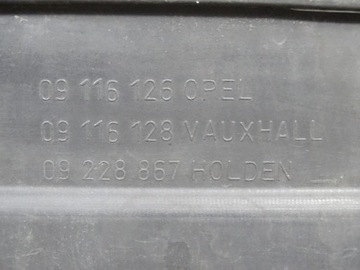 09 116 126 OPEL
09 116 128 VAUXHALL
09 228 867 HOLDEN